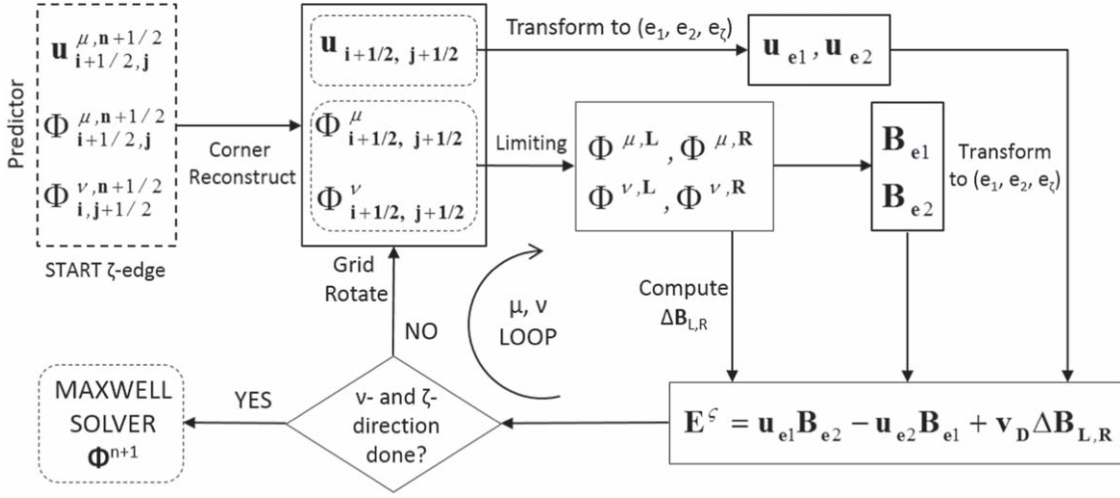 Predictor
u^{μ,n+1/2}_{i+1/2,j}
Φ^{μ,n+1/2}_{i+1/2,j}
Φ^{ν,n+1/2}_{i,j+1/2}
START ζ-edge
Corner
Reconstruct
u_{i+1/2, j+1/2}
Φ^{μ}_{i+1/2, j+1/2}
Φ^{ν}_{i+1/2, j+1/2}
Transform to (e₁, e₂, e_ζ)
u_{e1}, u_{e2}
Limiting
Φ^{μ,L}, Φ^{μ,R}
Φ^{ν,L}, Φ^{ν,R}
B_{e1}
B_{e2}
Transform
to (e₁, e₂, e_ζ)
Grid
Rotate
NO
μ, ν
LOOP
Compute
ΔB_{L,R}
MAXWELL
SOLVER
Φ^{n+1}
YES
ν- and ζ-
direction
done?
E^{ς} = u_{e1}B_{e2} − u_{e2}B_{e1} + v_{D}ΔB_{L,R}